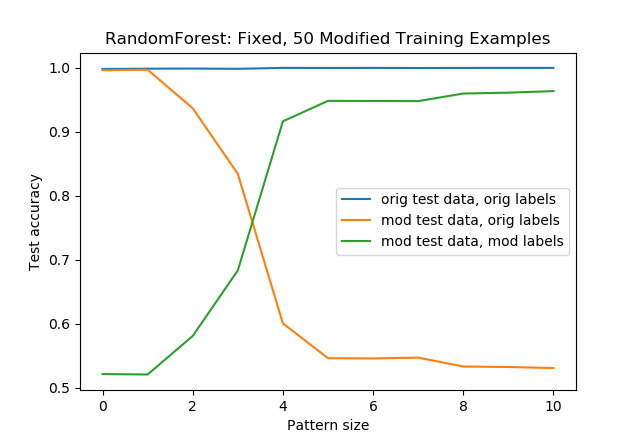 RandomForest: Fixed, 50 Modified Training Examples
1.0
0.9
0.8
0.7
0.6
0.5
Test accuracy
orig test data, orig labels
mod test data, orig labels
mod test data, mod labels
0 2 4 6 8 10
Pattern size